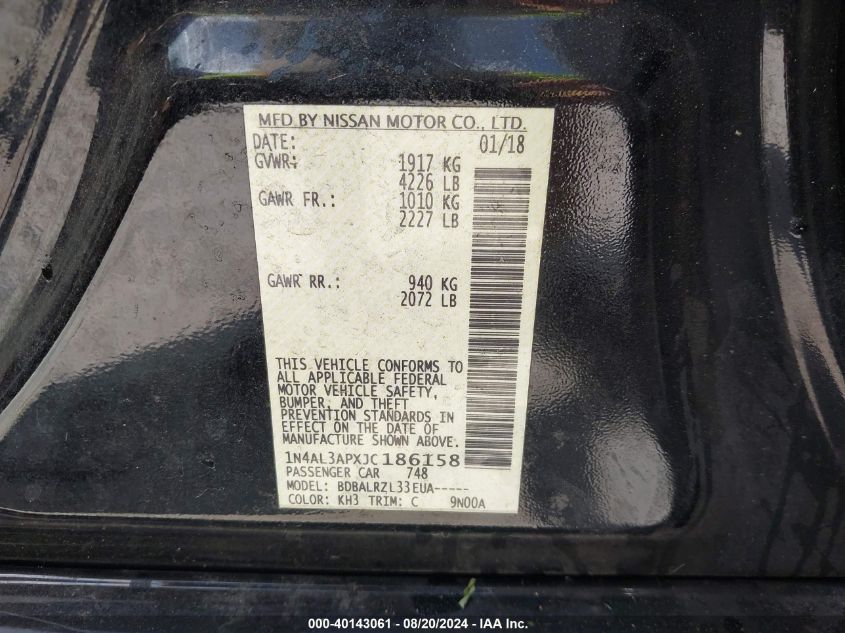 MFD BY NISSAN MOTOR CO., LTD.
DATE: 01/18
GVWR: 1917 KG
4226 LB
GAWR FR.: 1010 KG
2227 LB
GAWR RR.: 940 KG
2072 LB
THIS VEHICLE CONFORMS TO
ALL APPLICABLE FEDERAL
MOTOR VEHICLE SAFETY,
BUMPER, AND THEFT
PREVENTION STANDARDS IN
EFFECT ON THE DATE OF
MANUFACTURE SHOWN ABOVE.
1N4AL3APXJC186158
PASSENGER CAR 748
MODEL: BDBALRZL33EUA-----
COLOR: KH3 TRIM: C 9N00A
000-40143061 - 08/20/2024 - © IAA, Inc.